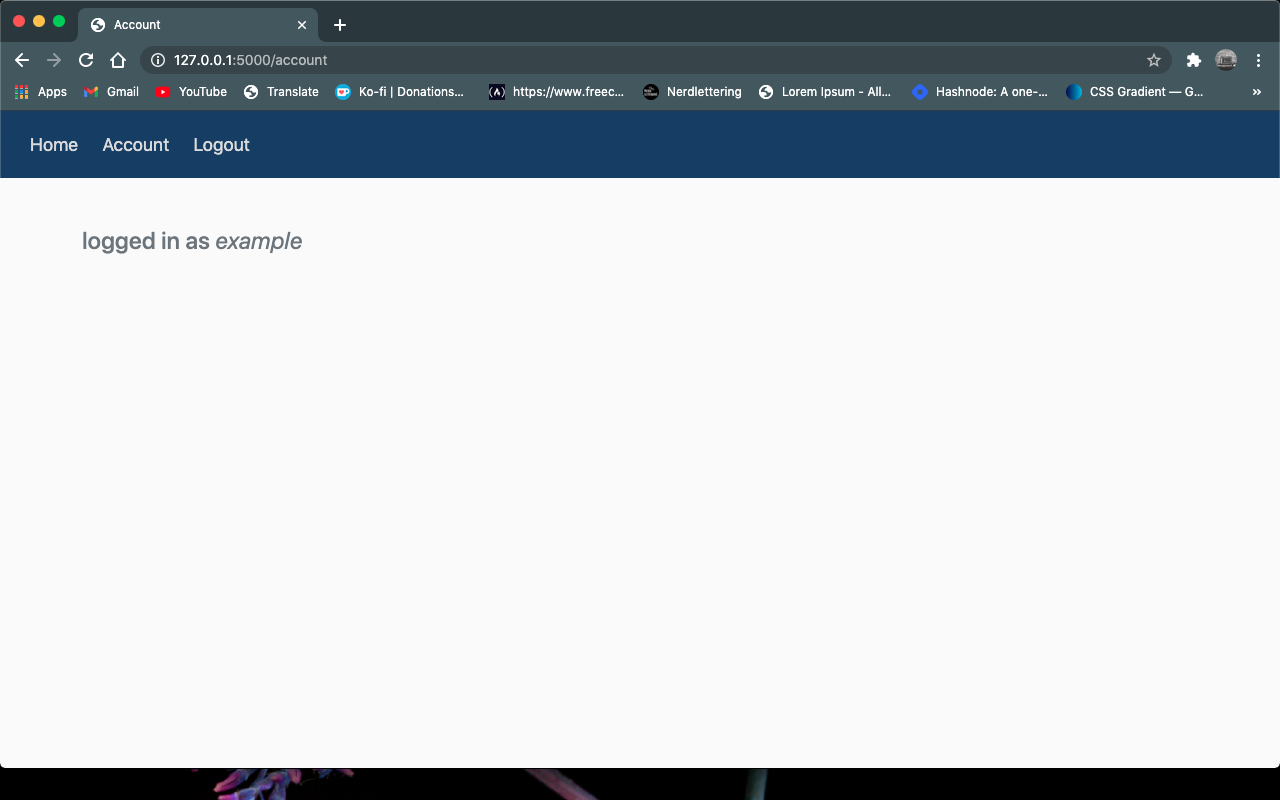 Account
127.0.0.1:5000/account
Apps Gmail YouTube Translate Ko-fi | Donations... https://www.freec... Nerdlettering Lorem Ipsum - All... Hashnode: A one-... CSS Gradient — G... »
Home Account Logout
logged in as example